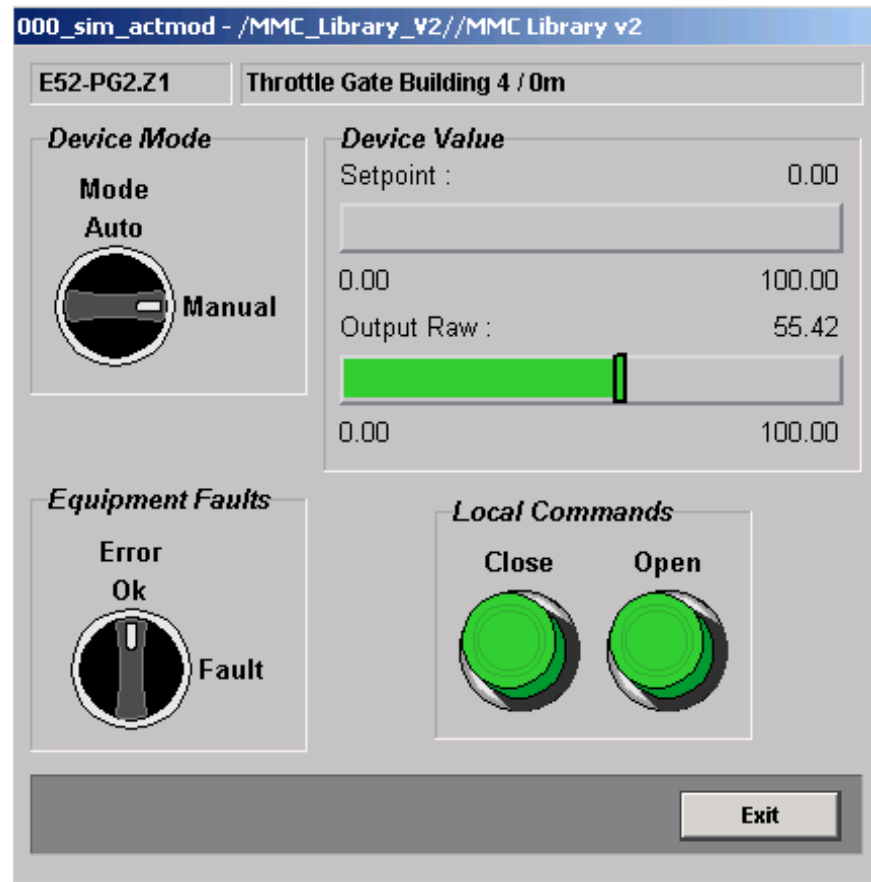 000_sim_actmod - /MMC_Library_V2//MMC Library v2
E52-PG2.Z1 Throttle Gate Building 4 / 0m
Device Mode
Mode
Auto
Manual
Device Value
Setpoint : 0.00
0.00 100.00
Output Raw : 55.42
0.00 100.00
Equipment Faults
Error
Ok
Fault
Local Commands
Close Open
Exit